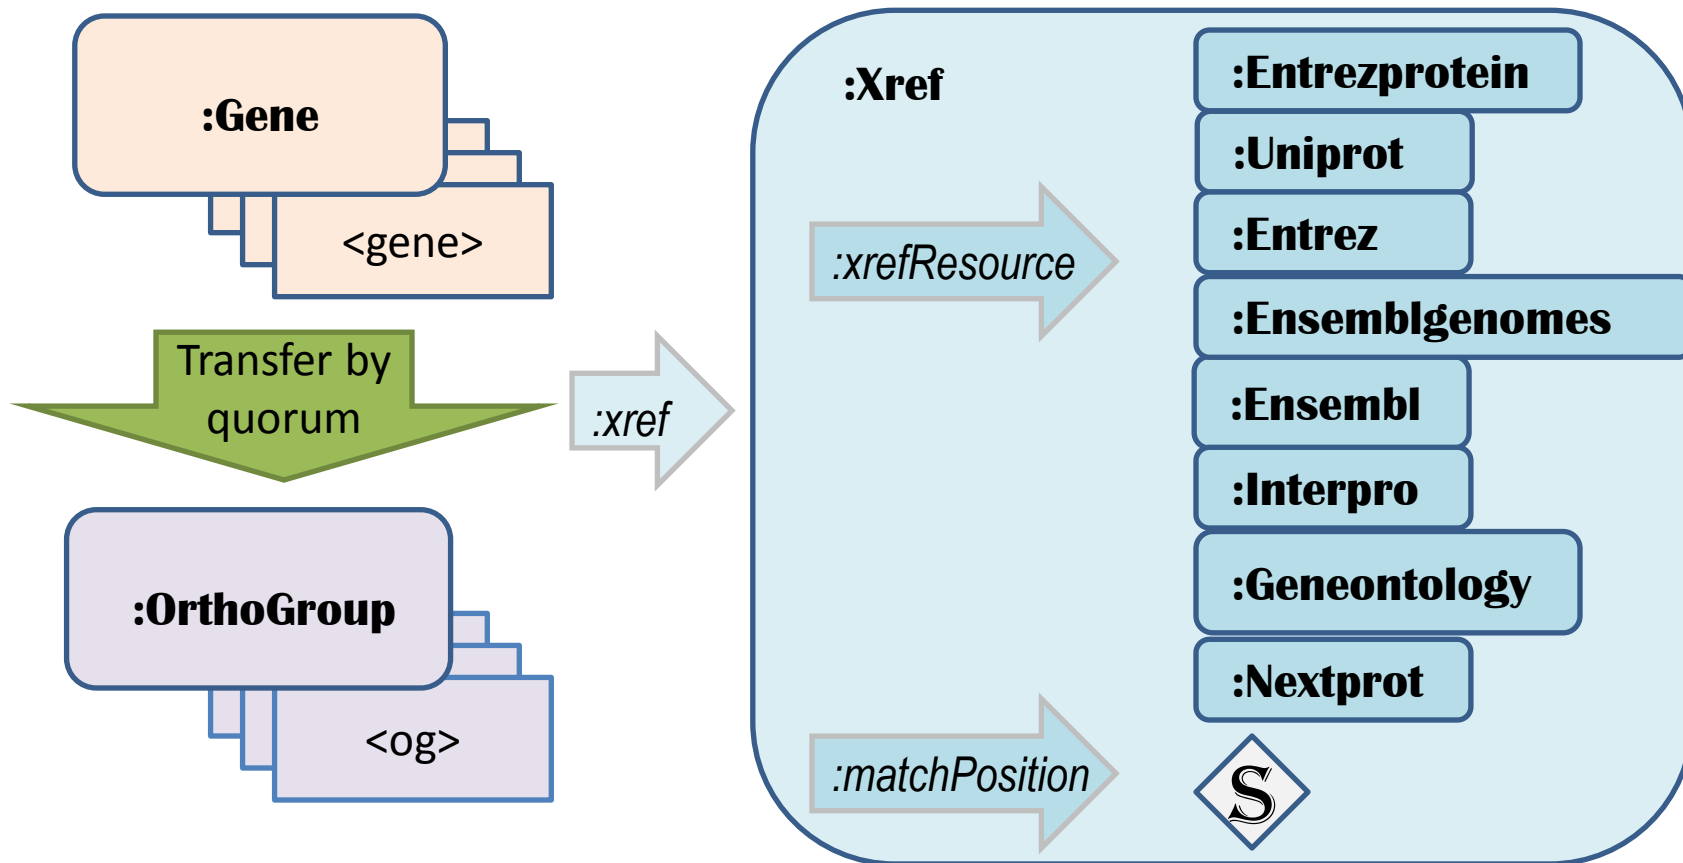 :Gene
<gene>
Transfer by
quorum
:xref
:OrthoGroup
<og>
:Xref
:xrefResource
:matchPosition
:Entrezprotein
:Uniprot
:Entrez
:Ensemblgenomes
:Ensembl
:Interpro
:Geneontology
:Nextprot
S